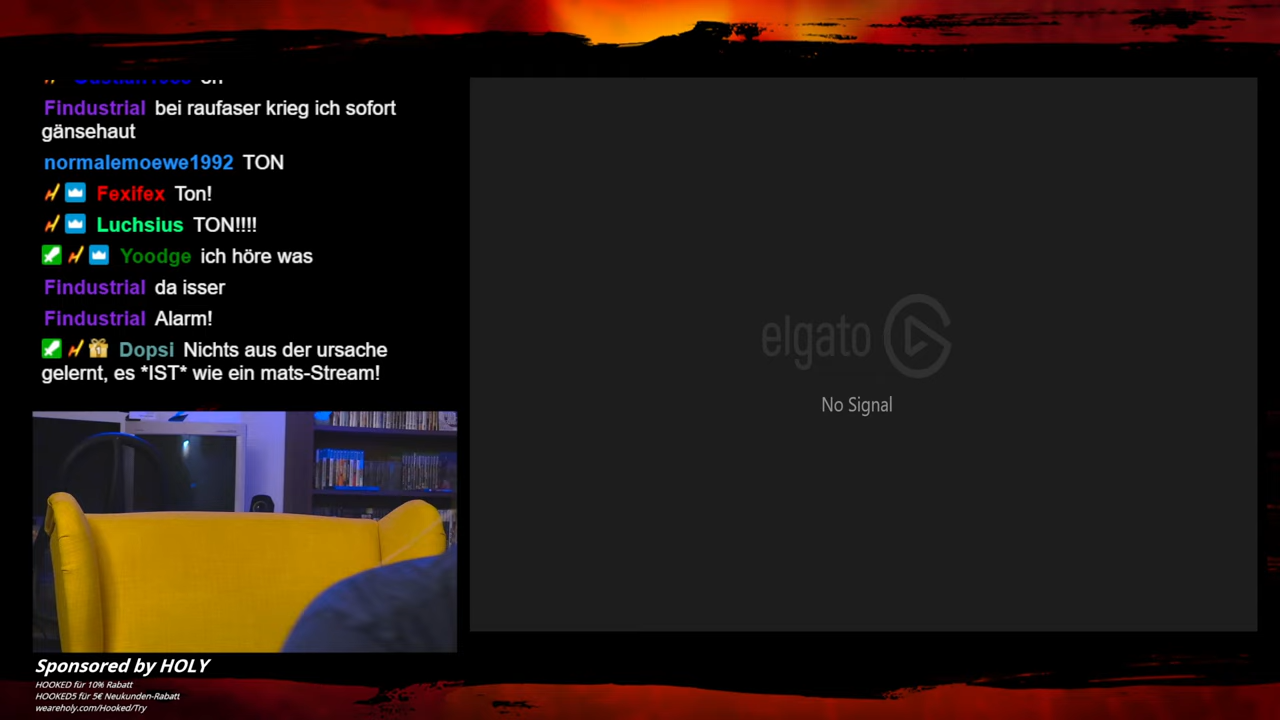 Findustrial bei raufaser krieg ich sofort
gänsehaut
normalemoewe1992 TON
Fexifex Ton!
Luchsius TON!!!!
Yoodge ich höre was
Findustrial da isser
Findustrial Alarm!
Dopsi Nichts aus der ursache
gelernt, es *IST* wie ein mats-Stream!
elgato
No Signal
Sponsored by HOLY
HOOKED für 10% Rabatt
HOOKED5 für 5€ Neukunden-Rabatt
weareholy.com/Hooked/Try